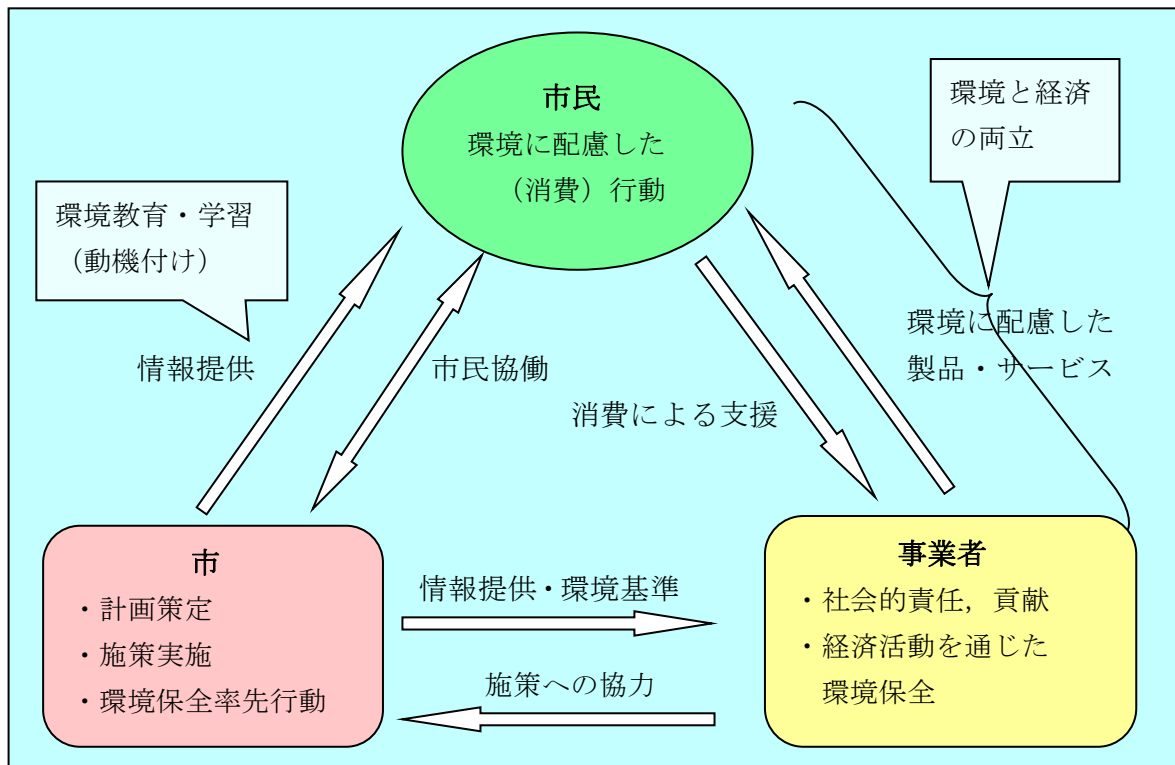 市民
環境に配慮した
（消費）行動
環境と経済
の両立
環境教育・学習
（動機付け）
情報提供
市民協働
消費による支援
環境に配慮した
製品・サービス
市
・計画策定
・施策実施
・環境保全率先行動
情報提供・環境基準
施策への協力
事業者
・社会的責任，貢献
・経済活動を通じた
環境保全